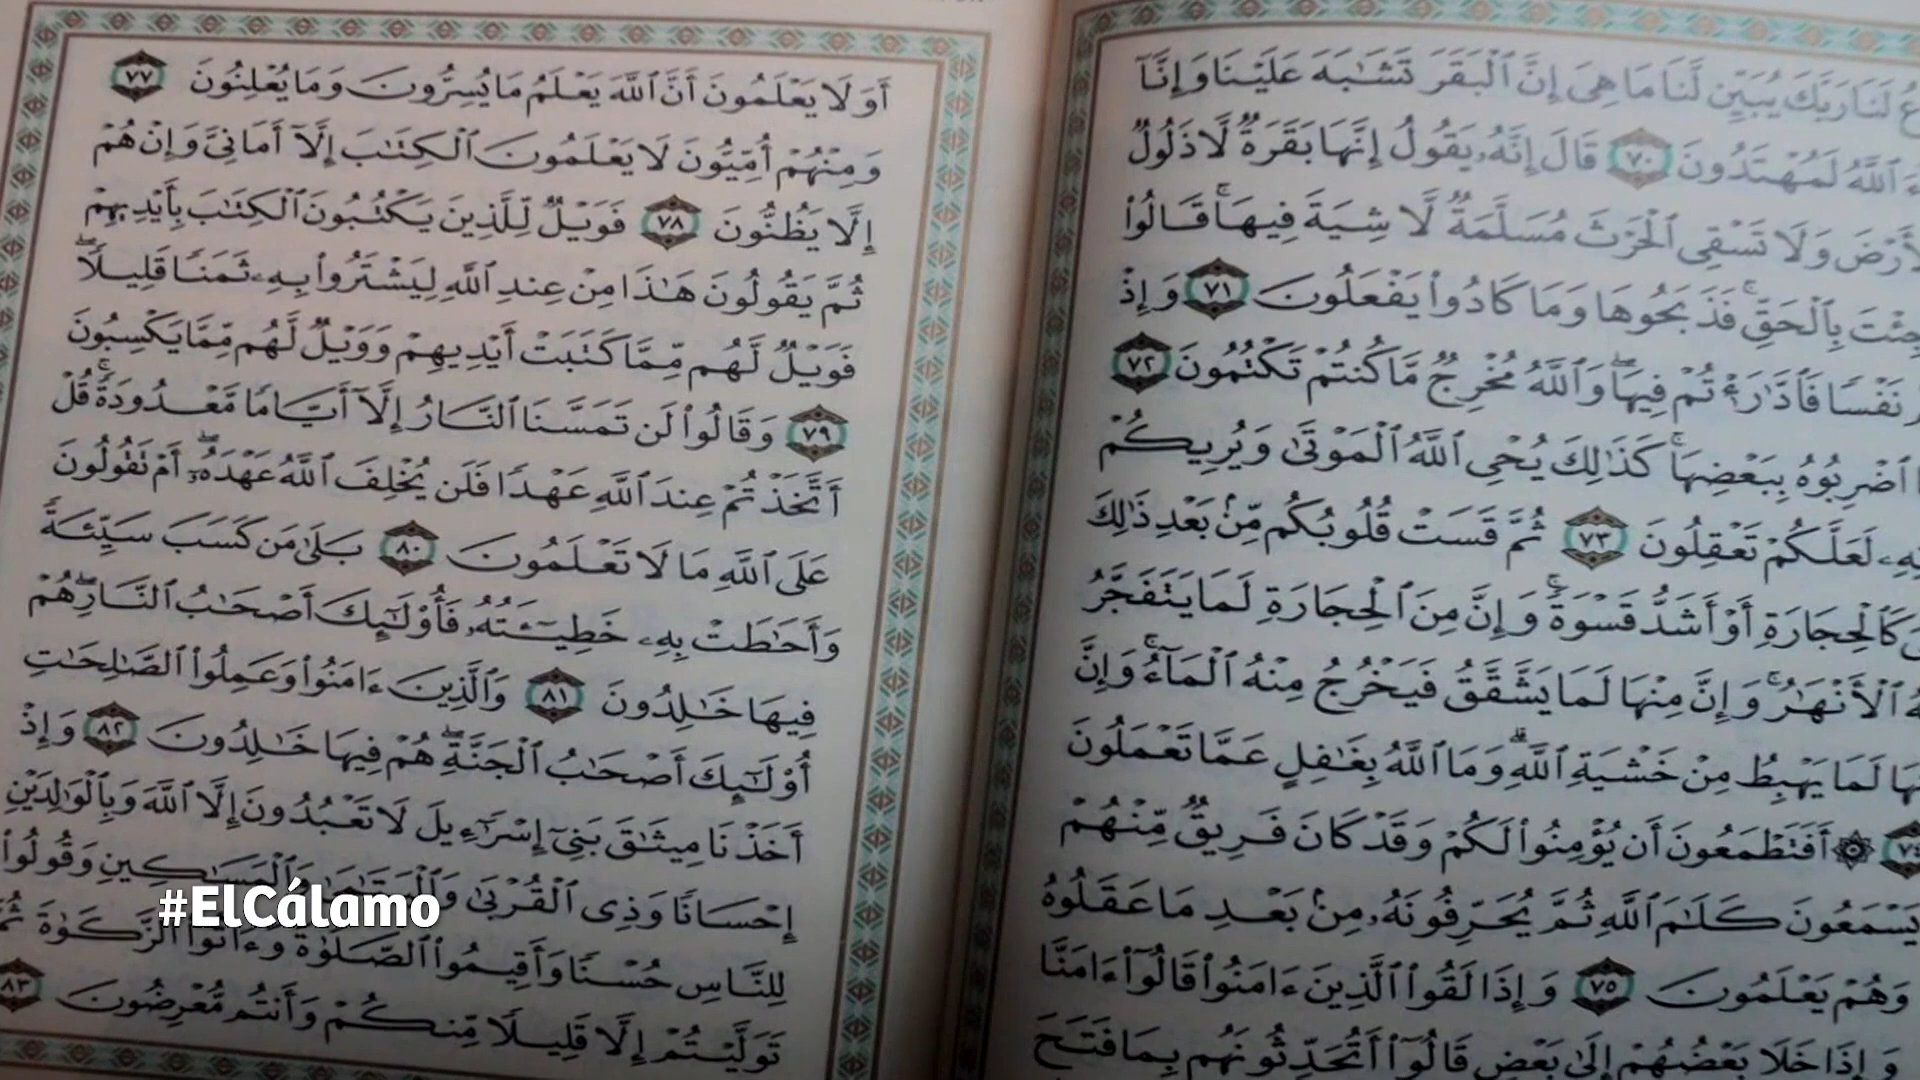 لَنَا رَبَّكَ يُبَيِّن لَّنَا مَا هِيَ إِنَّ ٱلْبَقَرَ تَشَـٰبَهَ عَلَيْنَا وَإِنَّآ
ٱللَّهُ لَمُهْتَدُونَ ٧٠ قَالَ إِنَّهُۥ يَقُولُ إِنَّهَا بَقَرَةٌ لَّا ذَلُولٌ
وَلَا تَسْقِى ٱلْحَرْثَ مُسَلَّمَةٌ لَّا شِيَةَ فِيهَا ۚ قَالُوا۟
بِٱلْحَقِّ ۚ فَذَبَحُوهَا وَمَا كَادُوا۟ يَفْعَلُونَ ٧١ وَإِذْ
نَفْسًا فَٱدَّٰرَْٰٔتُمْ فِيهَا ۖ وَٱللَّهُ مُخْرِجٌ مَّا كُنتُمْ تَكْتُمُونَ ٧٢
ٱضْرِبُوهُ بِبَعْضِهَا ۚ كَذَٰلِكَ يُحْىِ ٱللَّهُ ٱلْمَوْتَىٰ وَيُرِيكُمْ
لَعَلَّكُمْ تَعْقِلُونَ ٧٣ ثُمَّ قَسَتْ قُلُوبُكُم مِّنۢ بَعْدِ ذَٰلِكَ
كَٱلْحِجَارَةِ أَوْ أَشَدُّ قَسْوَةً ۚ وَإِنَّ مِنَ ٱلْحِجَارَةِ لَمَا يَتَفَجَّرُ
ٱلْأَنْهَـٰرُ ۚ وَإِنَّ مِنْهَا لَمَا يَشَّقَّقُ فَيَخْرُجُ مِنْهُ ٱلْمَآءُ ۚ وَإِنَّ
لَمَا يَهْبِطُ مِنْ خَشْيَةِ ٱللَّهِ ۗ وَمَا ٱللَّهُ بِغَـٰفِلٍ عَمَّا تَعْمَلُونَ
۞ أَفَتَطْمَعُونَ أَن يُؤْمِنُوا۟ لَكُمْ وَقَدْ كَانَ فَرِيقٌ مِّنْهُمْ
يَسْمَعُونَ كَلَـٰمَ ٱللَّهِ ثُمَّ يُحَرِّفُونَهُۥ مِنۢ بَعْدِ مَا عَقَلُوهُ
وَهُمْ يَعْلَمُونَ ٧٥ وَإِذَا لَقُوا۟ ٱلَّذِينَ ءَامَنُوا۟ قَالُوٓا۟ ءَامَنَّا
وَإِذَا خَلَا بَعْضُهُمْ إِلَىٰ بَعْضٍ قَالُوٓا۟ أَتُحَدِّثُونَهُم بِمَا فَتَحَ
أَوَلَا يَعْلَمُونَ أَنَّ ٱللَّهَ يَعْلَمُ مَا يُسِرُّونَ وَمَا يُعْلِنُونَ ٧٧
وَمِنْهُمْ أُمِّيُّونَ لَا يَعْلَمُونَ ٱلْكِتَـٰبَ إِلَّآ أَمَانِىَّ وَإِنْ هُمْ
إِلَّا يَظُنُّونَ ٧٨ فَوَيْلٌ لِّلَّذِينَ يَكْتُبُونَ ٱلْكِتَـٰبَ بِأَيْدِيهِمْ
ثُمَّ يَقُولُونَ هَـٰذَا مِنْ عِندِ ٱللَّهِ لِيَشْتَرُوا۟ بِهِۦ ثَمَنًا قَلِيلًا ۖ
فَوَيْلٌ لَّهُم مِّمَّا كَتَبَتْ أَيْدِيهِمْ وَوَيْلٌ لَّهُم مِّمَّا يَكْسِبُونَ
٧٩ وَقَالُوا۟ لَن تَمَسَّنَا ٱلنَّارُ إِلَّآ أَيَّامًا مَّعْدُودَةً ۚ قُلْ
أَتَّخَذْتُمْ عِندَ ٱللَّهِ عَهْدًا فَلَن يُخْلِفَ ٱللَّهُ عَهْدَهُۥٓ ۖ أَمْ تَقُولُونَ
عَلَى ٱللَّهِ مَا لَا تَعْلَمُونَ ٨٠ بَلَىٰ مَن كَسَبَ سَيِّئَةً
وَأَحَـٰطَتْ بِهِۦ خَطِيٓـَٔتُهُۥ فَأُو۟لَـٰٓئِكَ أَصْحَـٰبُ ٱلنَّارِ ۖ هُمْ
فِيهَا خَـٰلِدُونَ ٨١ وَٱلَّذِينَ ءَامَنُوا۟ وَعَمِلُوا۟ ٱلصَّـٰلِحَـٰتِ
أُو۟لَـٰٓئِكَ أَصْحَـٰبُ ٱلْجَنَّةِ ۖ هُمْ فِيهَا خَـٰلِدُونَ ٨٢ وَإِذْ
أَخَذْنَا مِيثَـٰقَ بَنِىٓ إِسْرَٰٓءِيلَ لَا تَعْبُدُونَ إِلَّا ٱللَّهَ وَبِٱلْوَٰلِدَيْنِ
إِحْسَانًا وَذِى ٱلْقُرْبَىٰ وَٱلْمَسَـٰكِينِ وَقُولُوا۟
لِلنَّاسِ حُسْنًا وَأَقِيمُوا۟ ٱلصَّلَوٰةَ وَءَاتُوا۟ ٱلزَّكَوٰةَ ثُمَّ
تَوَلَّيْتُمْ إِلَّا قَلِيلًا مِّنكُمْ وَأَنتُم مُّعْرِضُونَ ٨٣
#ElCálamo